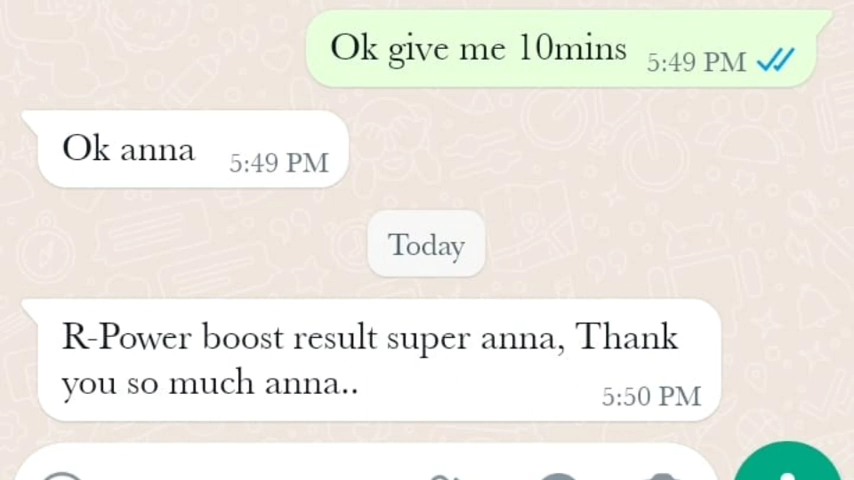 Ok give me 10mins 5:49 PM
Ok anna 5:49 PM
Today
R-Power boost result super anna, Thank
you so much anna..
5:50 PM